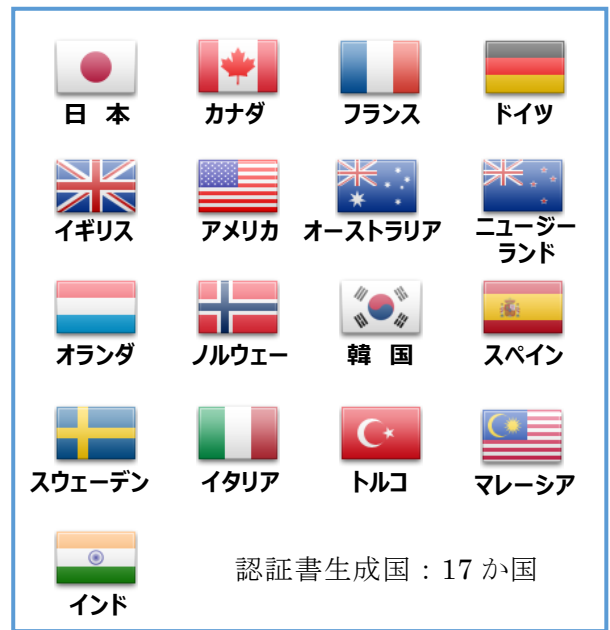 日 本
カナダ
フランス
ドイツ
イギリス
アメリカ
オーストラリア
ニュージー
ランド
オランダ
ノルウェー
韓 国
スペイン
スウェーデン
イタリア
トルコ
マレーシア
インド
認証書生成国：17 か国